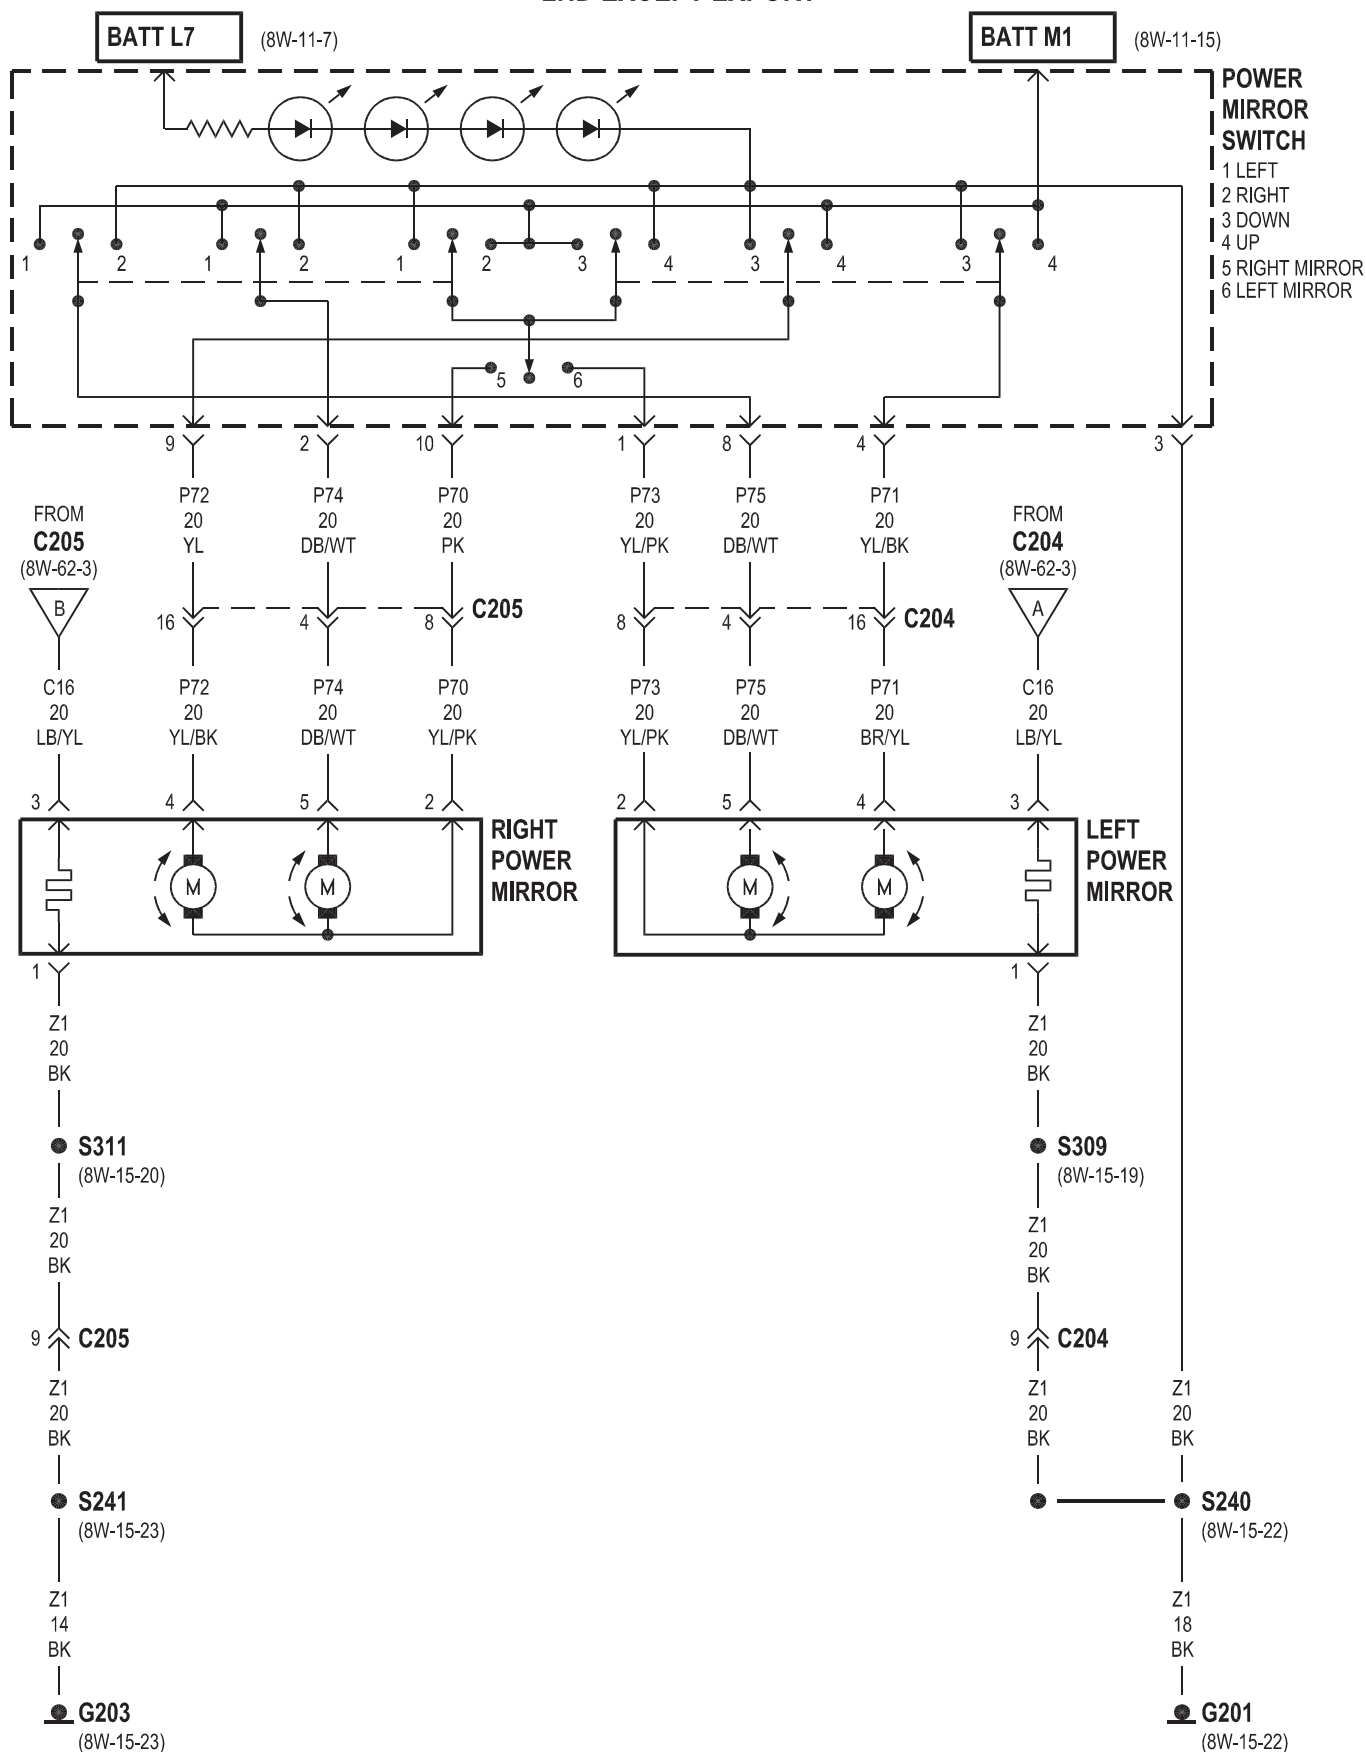 BATT L7 (8W-11-7) BATT M1 (8W-11-15)
POWER
MIRROR
SWITCH
1 LEFT
2 RIGHT
3 DOWN
4 UP
5 RIGHT MIRROR
6 LEFT MIRROR
1 2 1 2 1 2 3 4 3 4 3 4
5 6
9 2 10 1 8 4 3
P72 P74 P70 P73 P75 P71
20 20 20 20 20 20
YL DB/WT PK YL/PK DB/WT YL/BK
FROM FROM
C205 C204
(8W-62-3) (8W-62-3)
B A
16 4 8 C205 8 4 16 C204
C16 P72 P74 P70 P73 P75 P71 C16
20 20 20 20 20 20 20 20
LB/YL YL/BK DB/WT YL/PK YL/PK DB/WT BR/YL LB/YL
3 4 5 2 2 5 4 3
RIGHT
POWER
MIRROR
LEFT
POWER
MIRROR
M M M M
1 1
Z1 Z1
20 20
BK BK
S311 S309
(8W-15-20) (8W-15-19)
Z1 Z1
20 20
BK BK
9 C205 9 C204
Z1 Z1 Z1
20 20 20
BK BK BK
S241 S240
(8W-15-23) (8W-15-22)
Z1 Z1
14 18
BK BK
G203 G201
(8W-15-23) (8W-15-22)